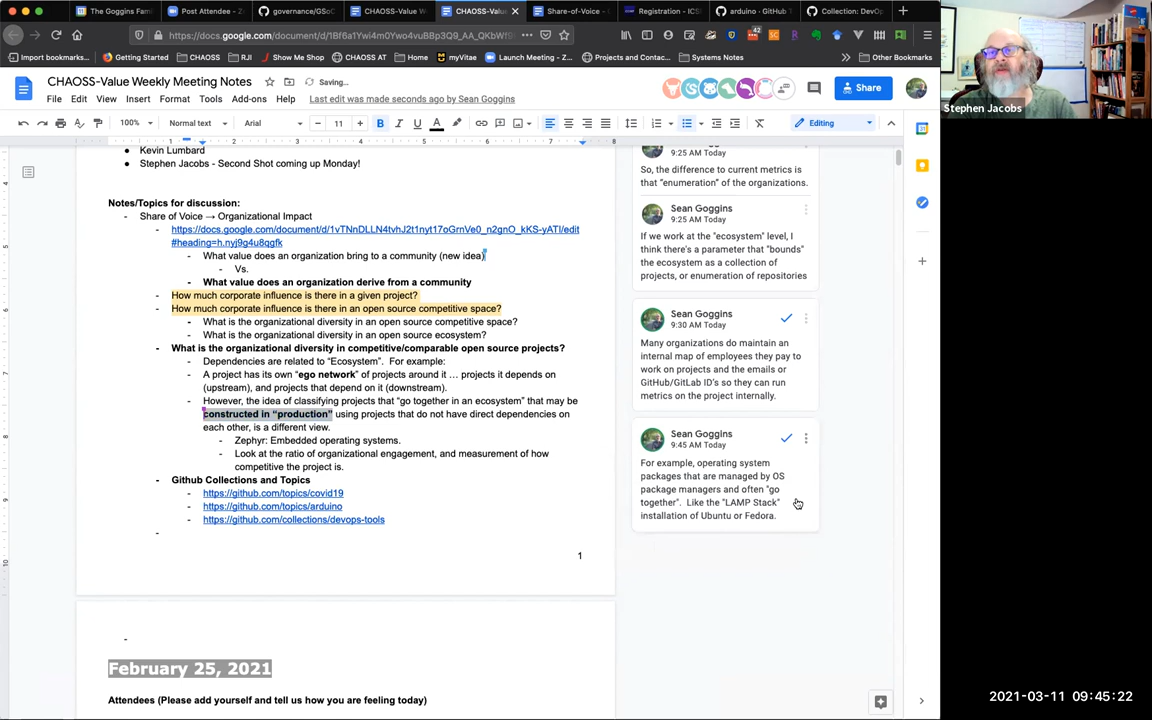 The Goggins Fam
Post Attendee - Z
governance/GSoC
CHAOSS-Value W
CHAOSS-Value
Share-of-Voice -
Registration - ICS
arduino · GitHub T
Collection: DevO
https://docs.google.com/document/d/1Bf6a1Ywi4m0Ywo4vuBBp3Q9_AA_QKbW
Import bookmarks...
Getting Started
CHAOSS
RJI
Show Me Shop
CHAOSS AT
Home
myVitae
Launch Meeting - Z...
Projects and Contac...
Systems Notes
Other Bookmarks
CHAOSS-Value Weekly Meeting Notes
Saving...
File Edit View Insert Format Tools Add-ons Help
Last edit was made seconds ago by Sean Goggins
Share
100%
Normal text
Arial
11
Editing
1 2 3 4 5 6 7 8
Kevin Lumbard
Stephen Jacobs - Second Shot coming up Monday!
Notes/Topics for discussion:
- Share of Voice → Organizational Impact
- https://docs.google.com/document/d/1vTNnDLLN4tvhJ2t1nyt17oGrnVe0_n2gnO_kKS-yATI/edit
#heading=h.nyj9g4u8qgfk
- What value does an organization bring to a community (new idea)
- Vs.
- What value does an organization derive from a community
- How much corporate influence is there in a given project?
- How much corporate influence is there in an open source competitive space?
- What is the organizational diversity in an open source competitive space?
- What is the organizational diversity in an open source ecosystem?
- What is the organizational diversity in competitive/comparable open source projects?
- Dependencies are related to "Ecosystem". For example:
- A project has its own "ego network" of projects around it … projects it depends on
(upstream), and projects that depend on it (downstream).
- However, the idea of classifying projects that "go together in an ecosystem" that may be
constructed in "production" using projects that do not have direct dependencies on
each other, is a different view.
- Zephyr: Embedded operating systems.
- Look at the ratio of organizational engagement, and measurement of how
competitive the project is.
- Github Collections and Topics
- https://github.com/topics/covid19
- https://github.com/topics/arduino
- https://github.com/collections/devops-tools
-
1
-
February 25, 2021
Attendees (Please add yourself and tell us how you are feeling today)
9:25 AM Today
So, the difference to current metrics is
that "enumeration" of the organizations.
Sean Goggins
9:25 AM Today
If we work at the "ecosystem" level, I
think there's a parameter that "bounds"
the ecosystem as a collection of
projects, or enumeration of repositories
Sean Goggins
9:30 AM Today
Many organizations do maintain an
internal map of employees they pay to
work on projects and the emails or
GitHub/GitLab ID's so they can run
metrics on the project internally.
Sean Goggins
9:45 AM Today
For example, operating system
packages that are managed by OS
package managers and often "go
together". Like the "LAMP Stack"
installation of Ubuntu or Fedora.
Stephen Jacobs
2021-03-11 09:45:22